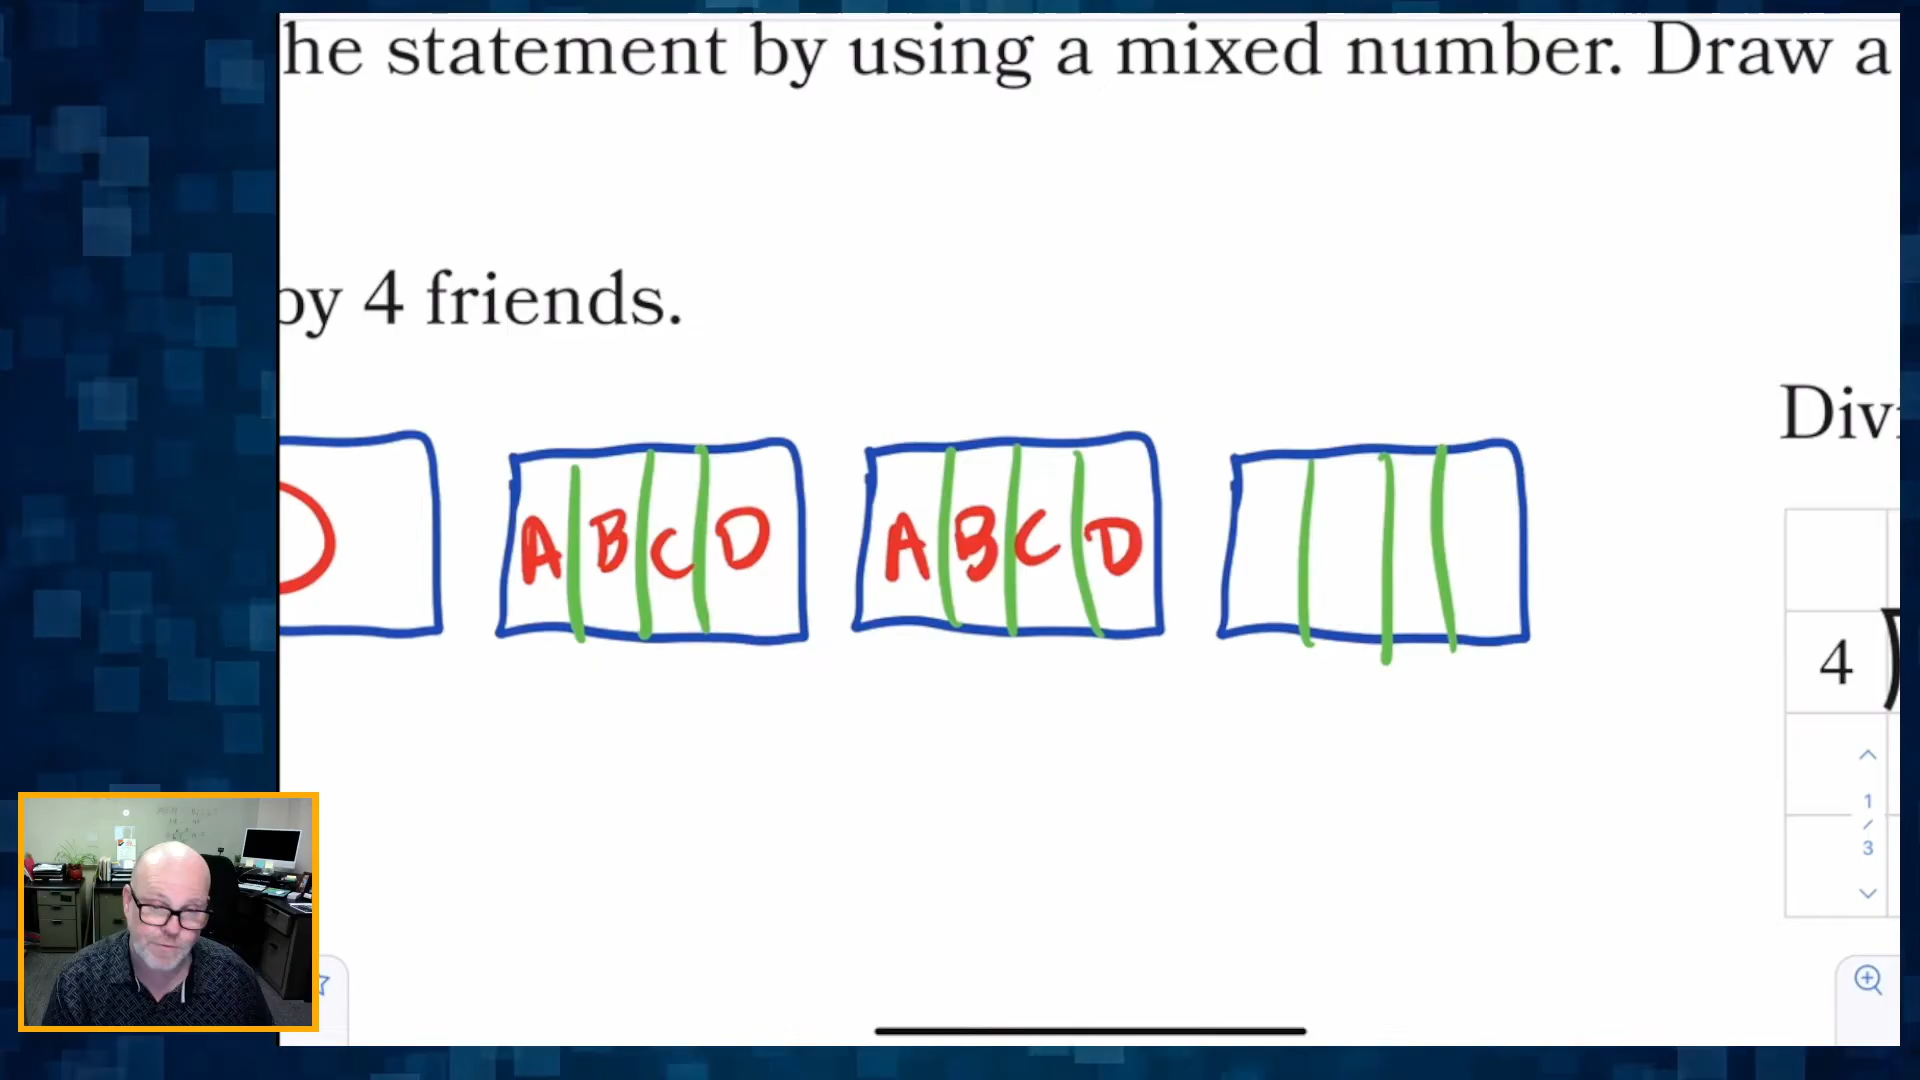 he statement by using a mixed number. Draw a
by 4 friends.
Div
D A B C D A B C D
4
1
/
3